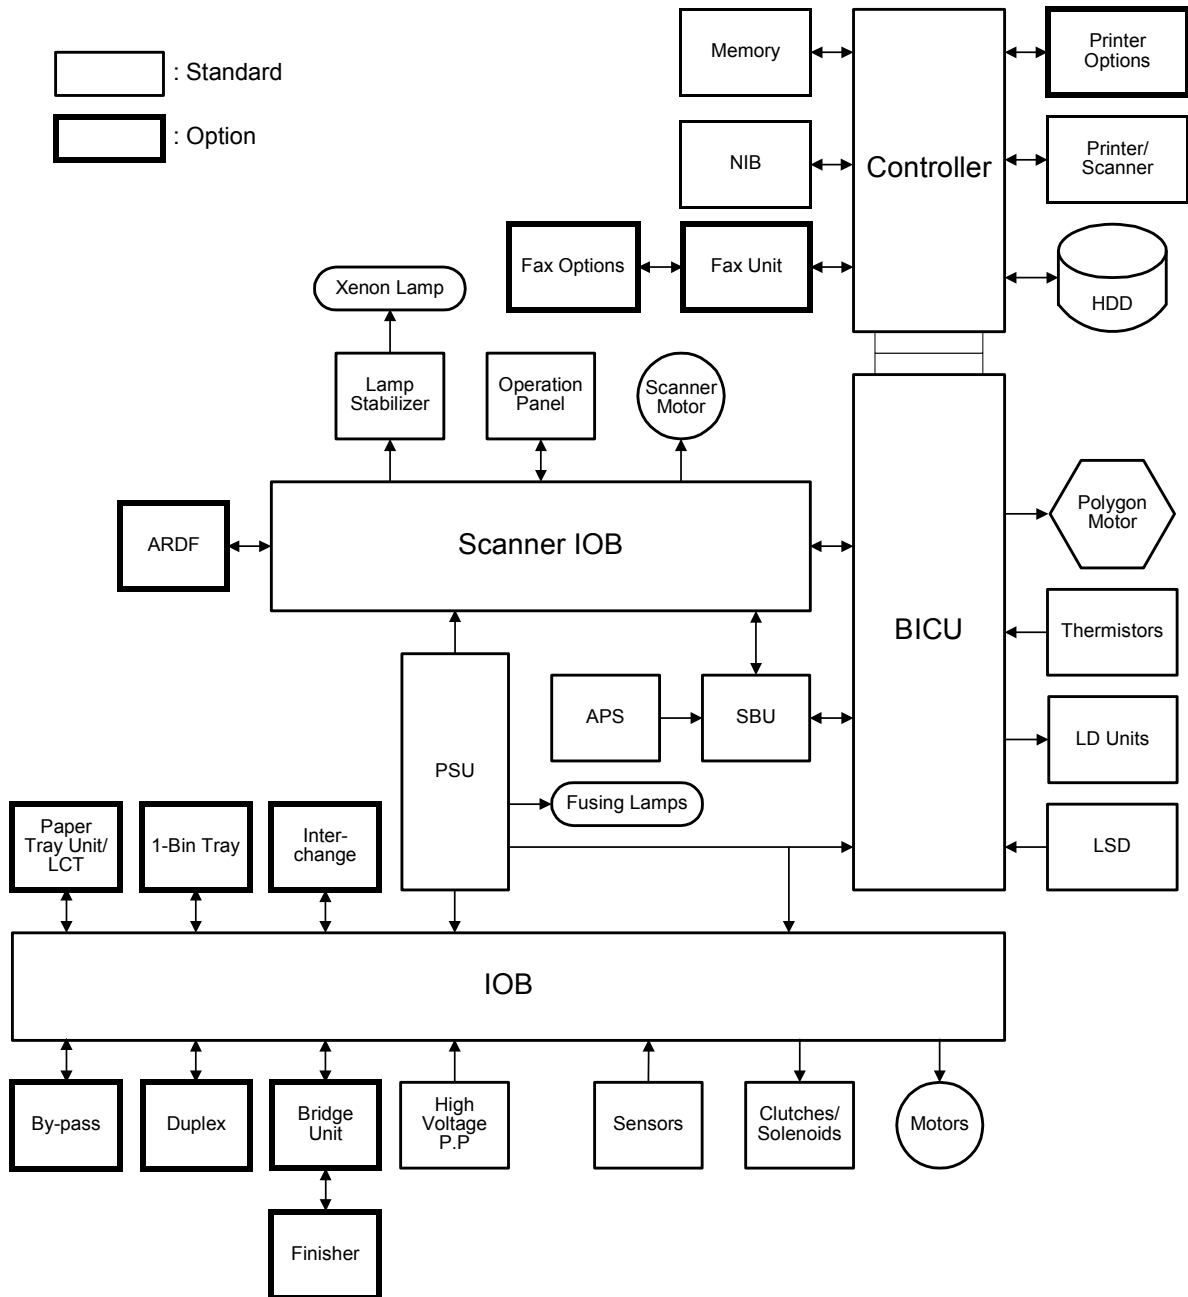 : Standard
: Option
Memory
Printer
Options
NIB
Controller
Printer/
Scanner
Fax Options
Fax Unit
HDD
Xenon Lamp
Lamp
Stabilizer
Operation
Panel
Scanner
Motor
ARDF
Scanner IOB
Polygon
Motor
BICU
Thermistors
APS
SBU
LD Units
PSU
Fusing Lamps
LSD
Paper
Tray Unit/
LCT
1-Bin Tray
Inter-
change
IOB
By-pass
Duplex
Bridge
Unit
High
Voltage
P.P
Sensors
Clutches/
Solenoids
Motors
Finisher